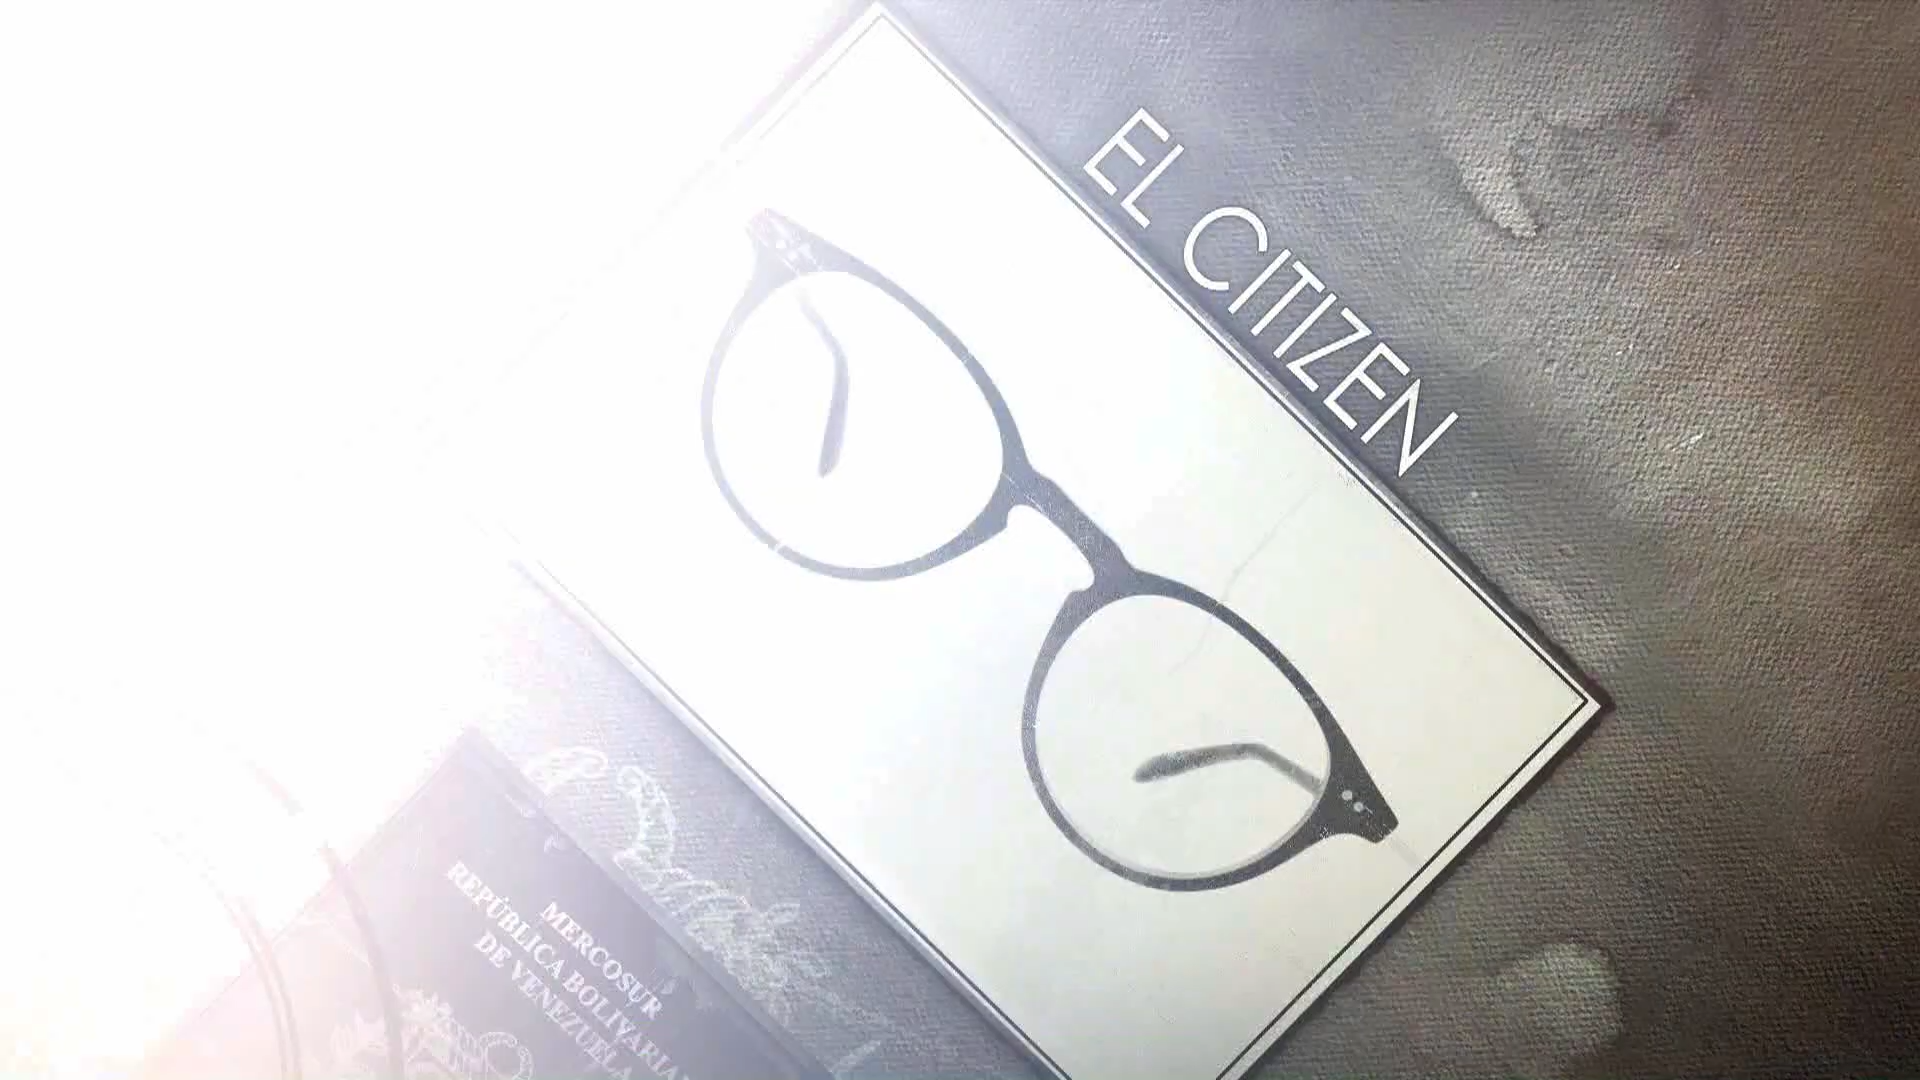 EL CITIZEN
MERCOSUR
REPÚBLICA BOLIVARIANA
DE VENEZUELA